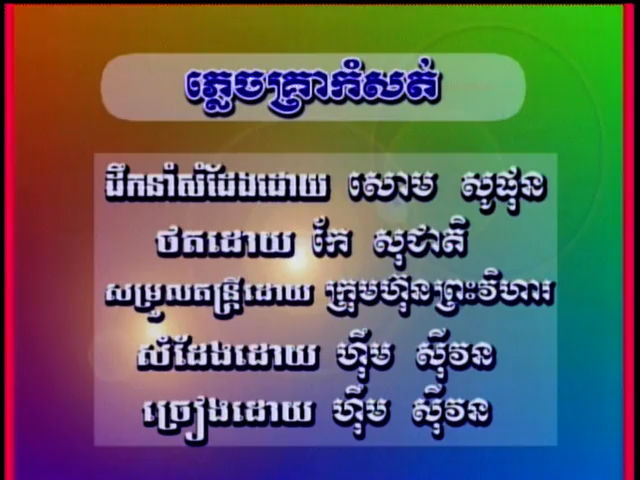 ភ្លេចគ្រាកំសត់
ដឹកនាំសំដែងដោយ សោម សូផុន
ថតដោយ កែ សុជាតិ
សម្រួលតន្ត្រីដោយ ក្រុមហ៊ុនព្រះវិហារ
សំដែងដោយ ហ៊ឹម ស៊ីវន
ច្រៀងដោយ ហ៊ឹម ស៊ីវន